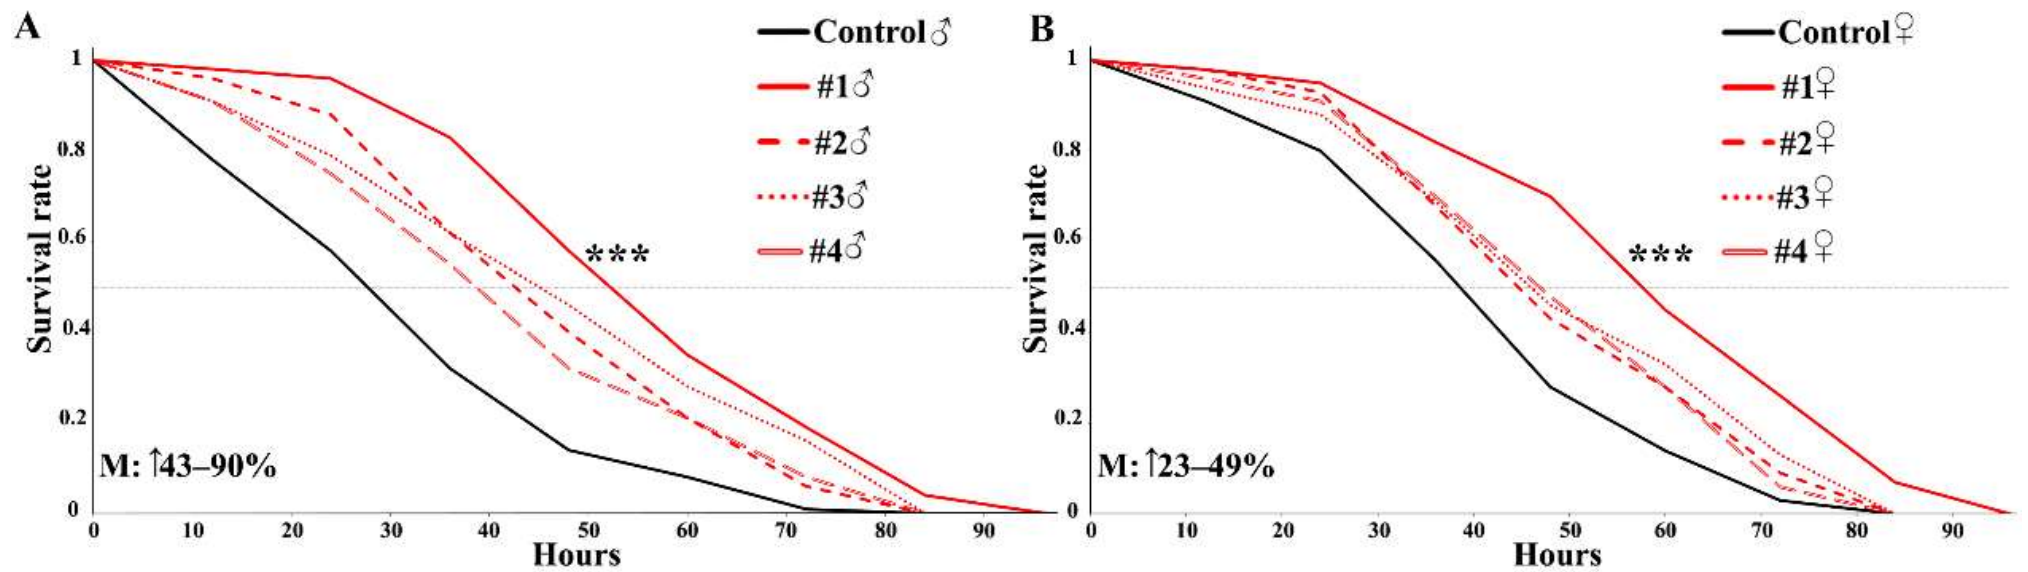 A
Control♂
#1♂
#2♂
#3♂
#4♂
Survival rate
1
0.8
0.6
0.4
0.2
0
***
M: ↑43–90%
0 10 20 30 40 50 60 70 80 90
Hours
B
Control♀
#1♀
#2♀
#3♀
#4♀
Survival rate
1
0.8
0.6
0.4
0.2
0
***
M: ↑23–49%
0 10 20 30 40 50 60 70 80 90
Hours